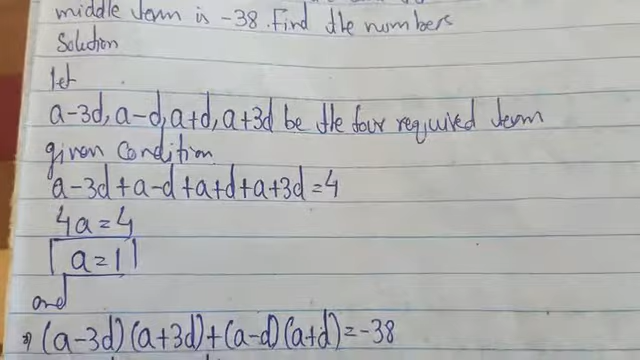 middle term is -38. Find the numbers
Solution
let
a-3d, a-d, a+d, a+3d be the four required term
given condition
a-3d+a-d+a+d+a+3d=4
4a=4
a=1
and
⇒ (a-3d)(a+3d)+(a-d)(a+d)=-38